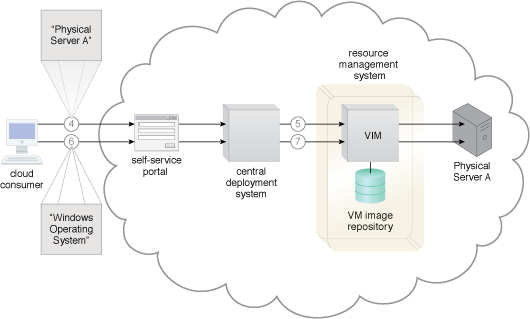 “Physical
Server A”
resource
management
system
4
6
5
7
VIM
cloud
consumer
self-service
portal
central
deployment
system
Physical
Server A
VM image
repository
“Windows
Operating
System”